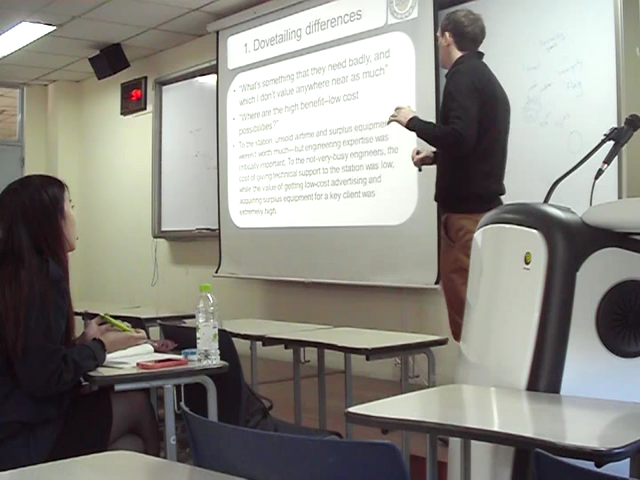 1. Dovetailing differences
• "What's something that they need badly, and
which I don't value anywhere near as much"
• "Where are the high benefit–low cost
possibilities?"
• To the station, unsold airtime and surplus equipment
weren't worth much—but engineering expertise was
critically important. To the not-very-busy engineers, the
cost of giving technical support to the station was low,
while the value of getting low-cost advertising and
acquiring surplus equipment for a key client was
extremely high.